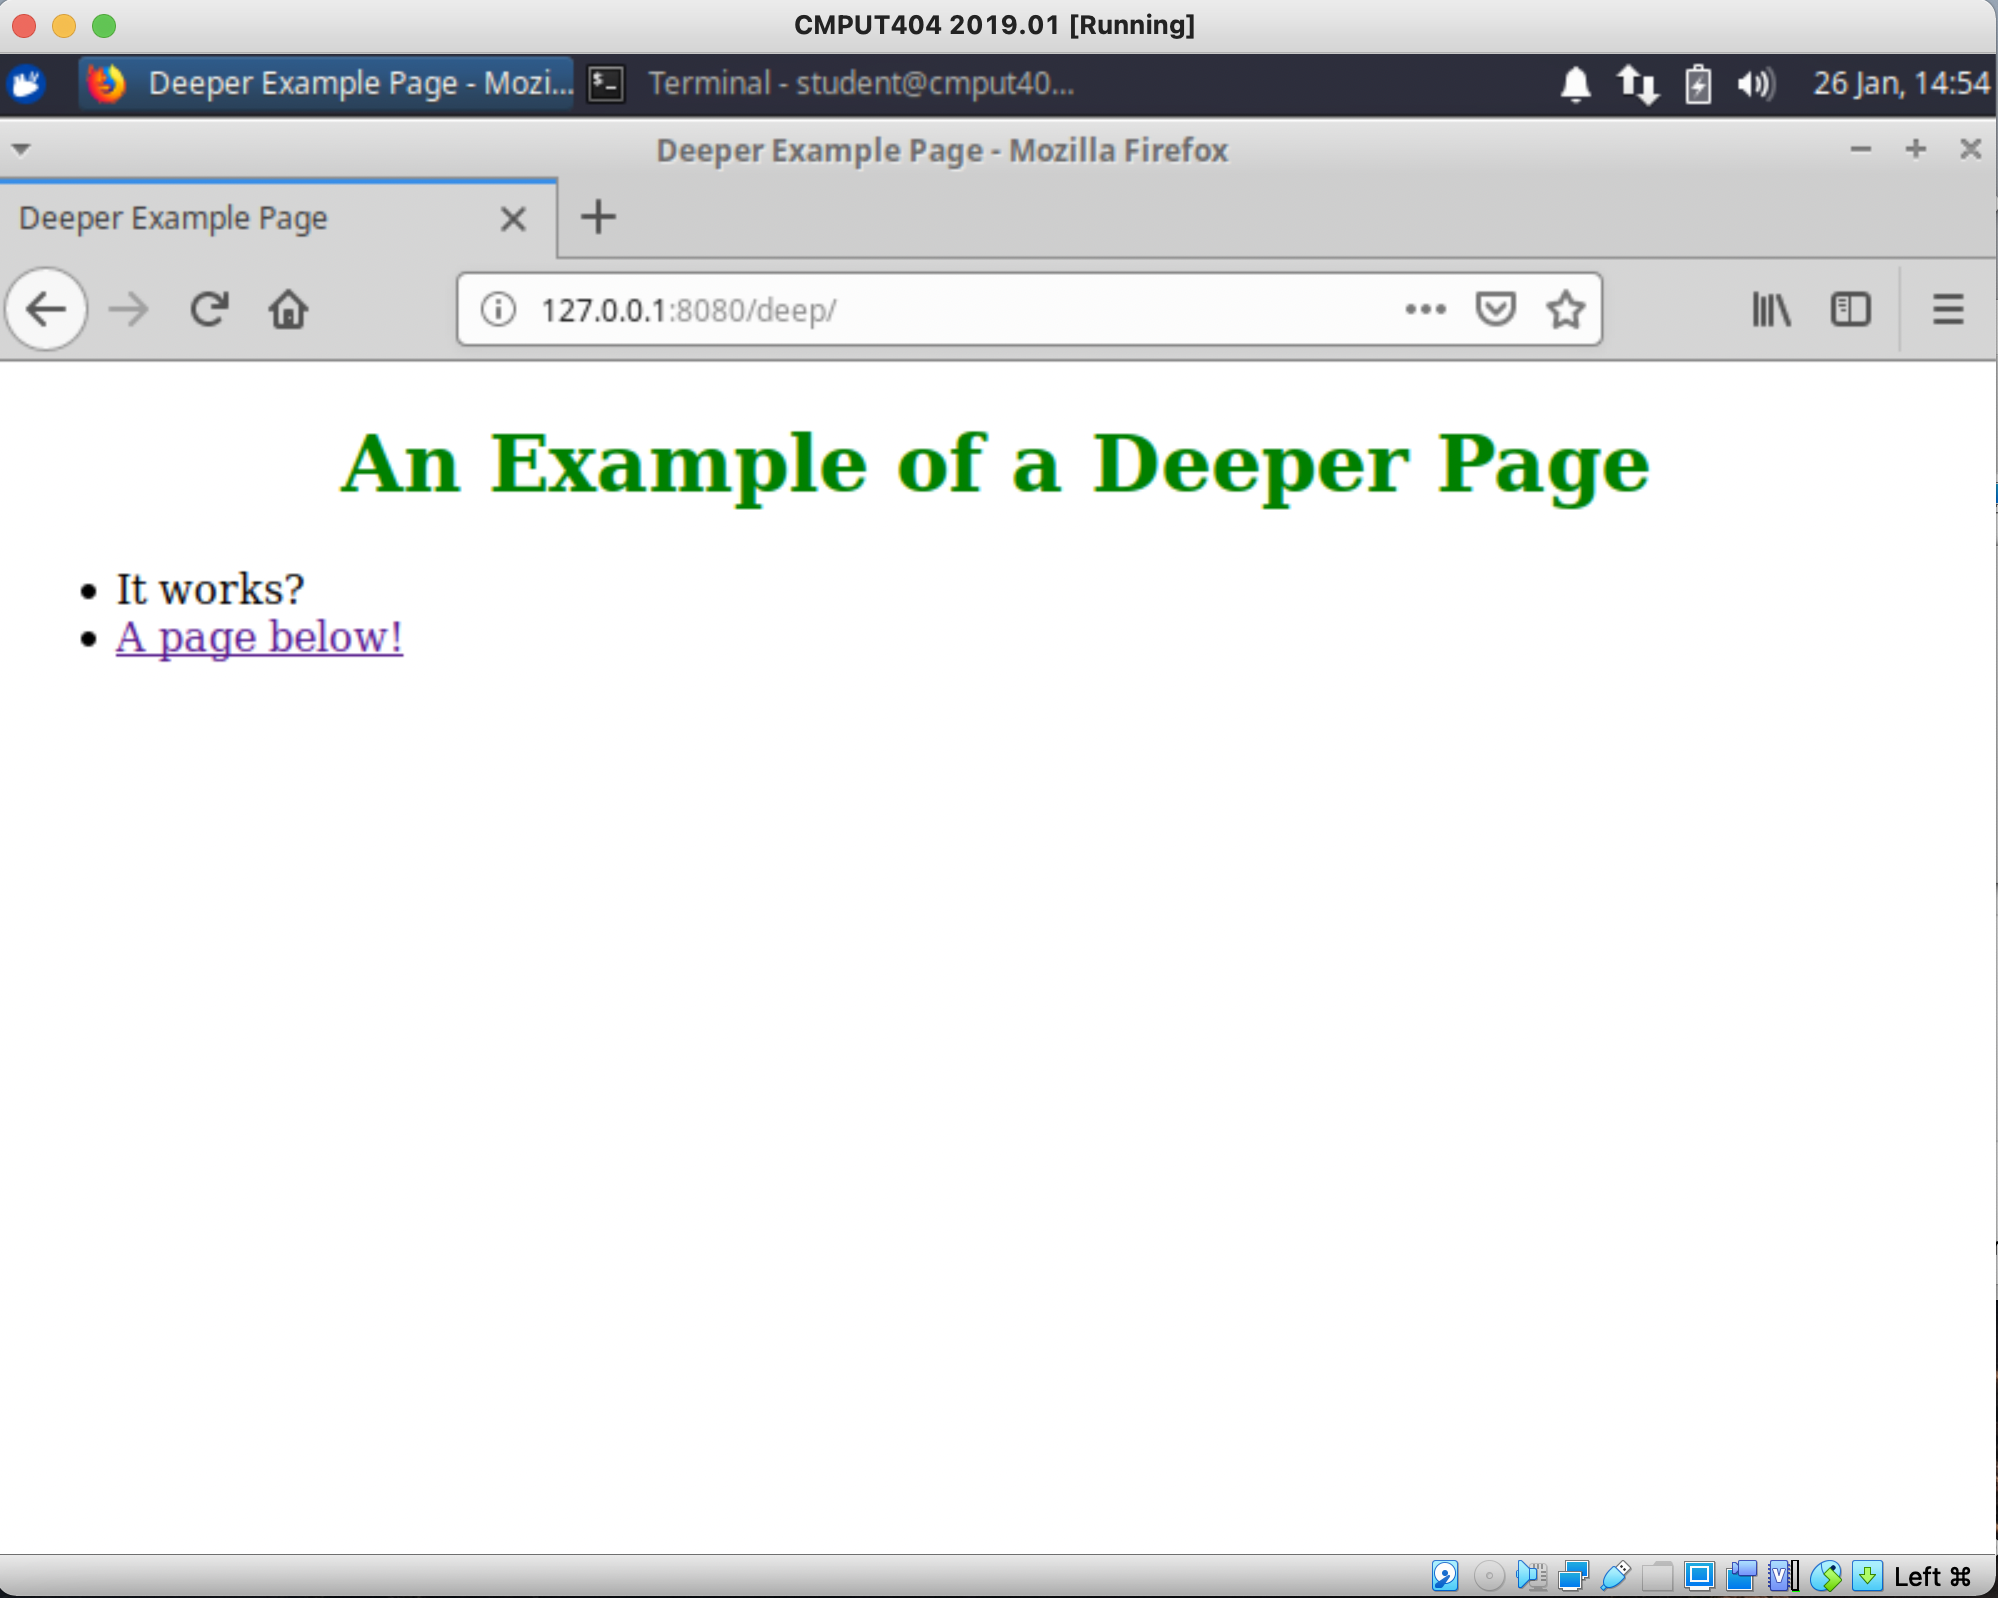 CMPUT404 2019.01 [Running]
Deeper Example Page - Mozi...
Terminal - student@cmput40...
26 Jan, 14:54
Deeper Example Page - Mozilla Firefox
Deeper Example Page
127.0.0.1:8080/deep/
An Example of a Deeper Page
It works?
A page below!
Left ⌘